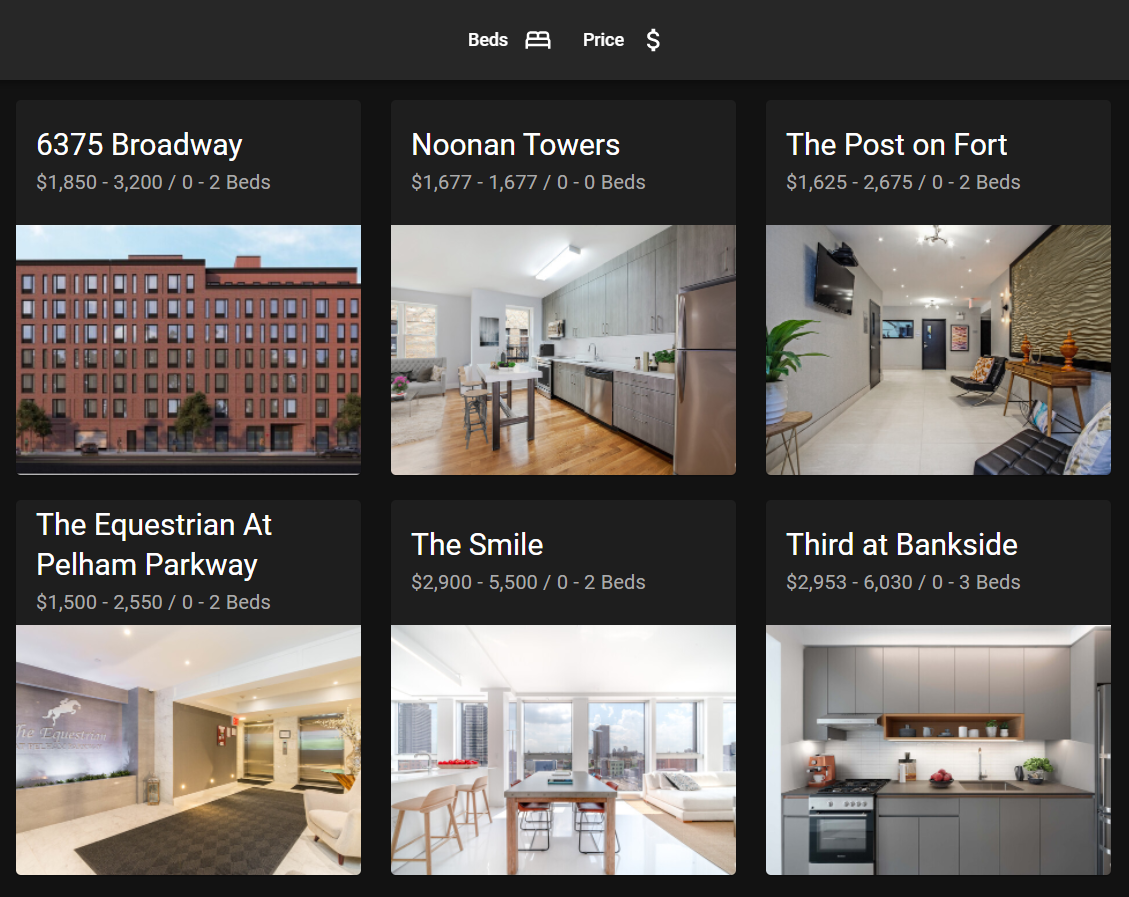 Beds Price $
6375 Broadway
$1,850 - 3,200 / 0 - 2 Beds
Noonan Towers
$1,677 - 1,677 / 0 - 0 Beds
The Post on Fort
$1,625 - 2,675 / 0 - 2 Beds
The Equestrian At
Pelham Parkway
$1,500 - 2,550 / 0 - 2 Beds
The Equestrian
The Smile
$2,900 - 5,500 / 0 - 2 Beds
Third at Bankside
$2,953 - 6,030 / 0 - 3 Beds